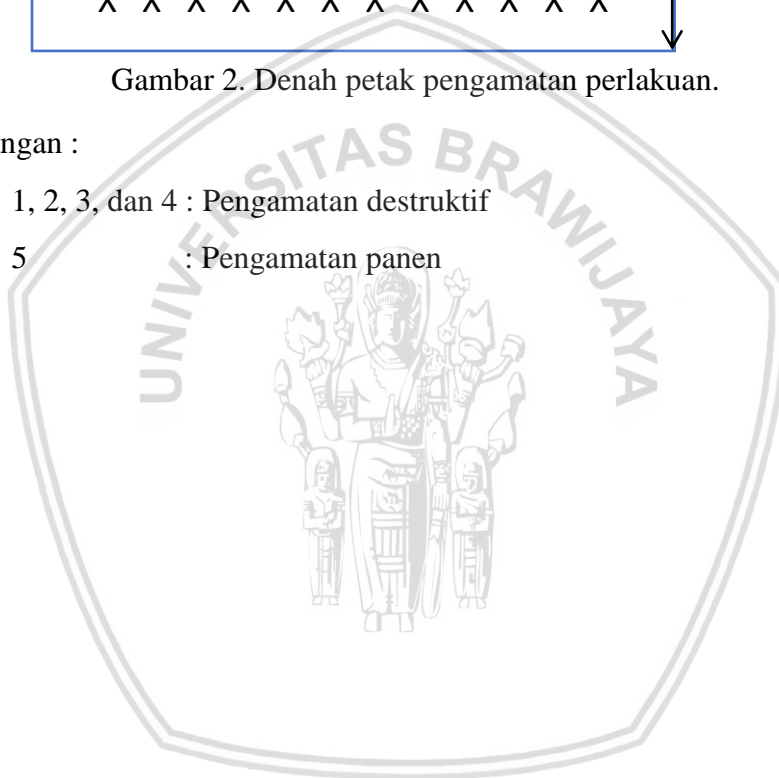 X X X X X X X X X X X X
Gambar 2. Denah petak pengamatan perlakuan.
ngan :
1, 2, 3, dan 4 : Pengamatan destruktif
5 : Pengamatan panen
UNIVERSITAS BRAWIJAYA